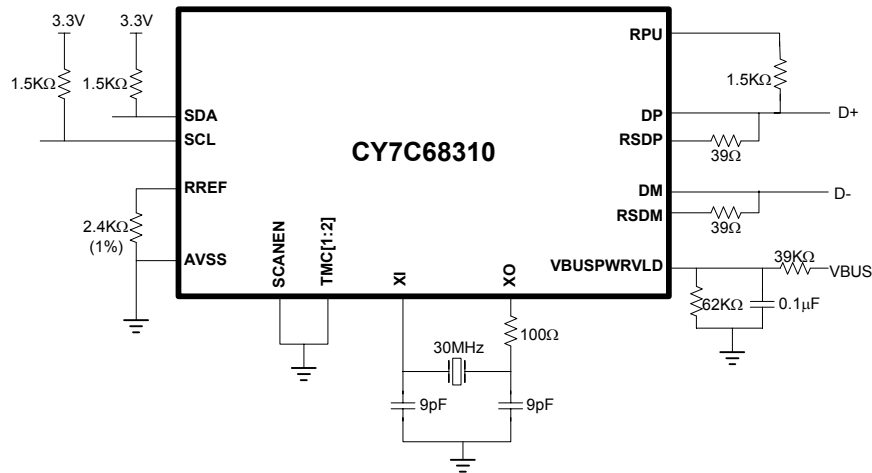 3.3V
3.3V
1.5KΩ
1.5KΩ
SDA
SCL
RREF
2.4KΩ
(1%)
AVSS
CY7C68310
RPU
1.5KΩ
DP
D+
RSDP
39Ω
DM
D-
RSDM
39Ω
VBUSPWRVLD
39KΩ
VBUS
62KΩ
0.1µF
SCANEN
TMC[1:2]
XI
XO
100Ω
30MHz
9pF
9pF